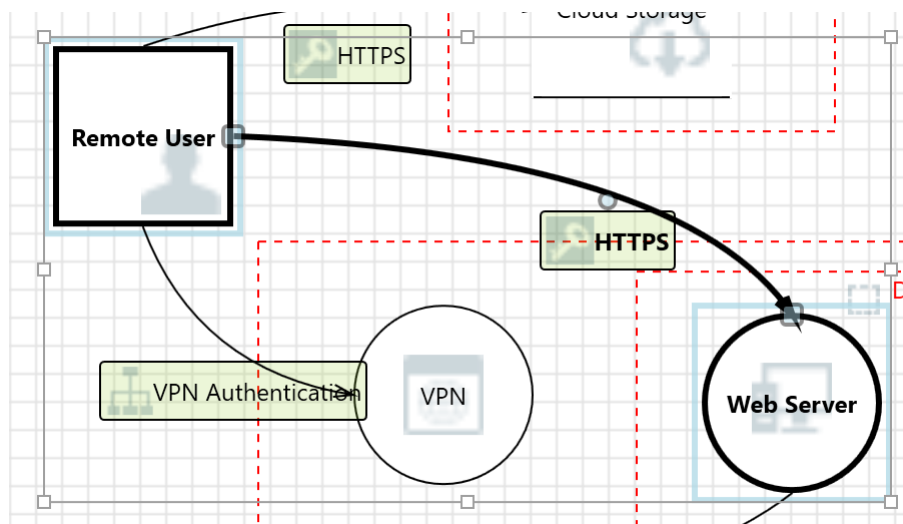 Cloud Storage
HTTPS
Remote User
HTTPS
D
VPN Authentication
VPN
Web Server